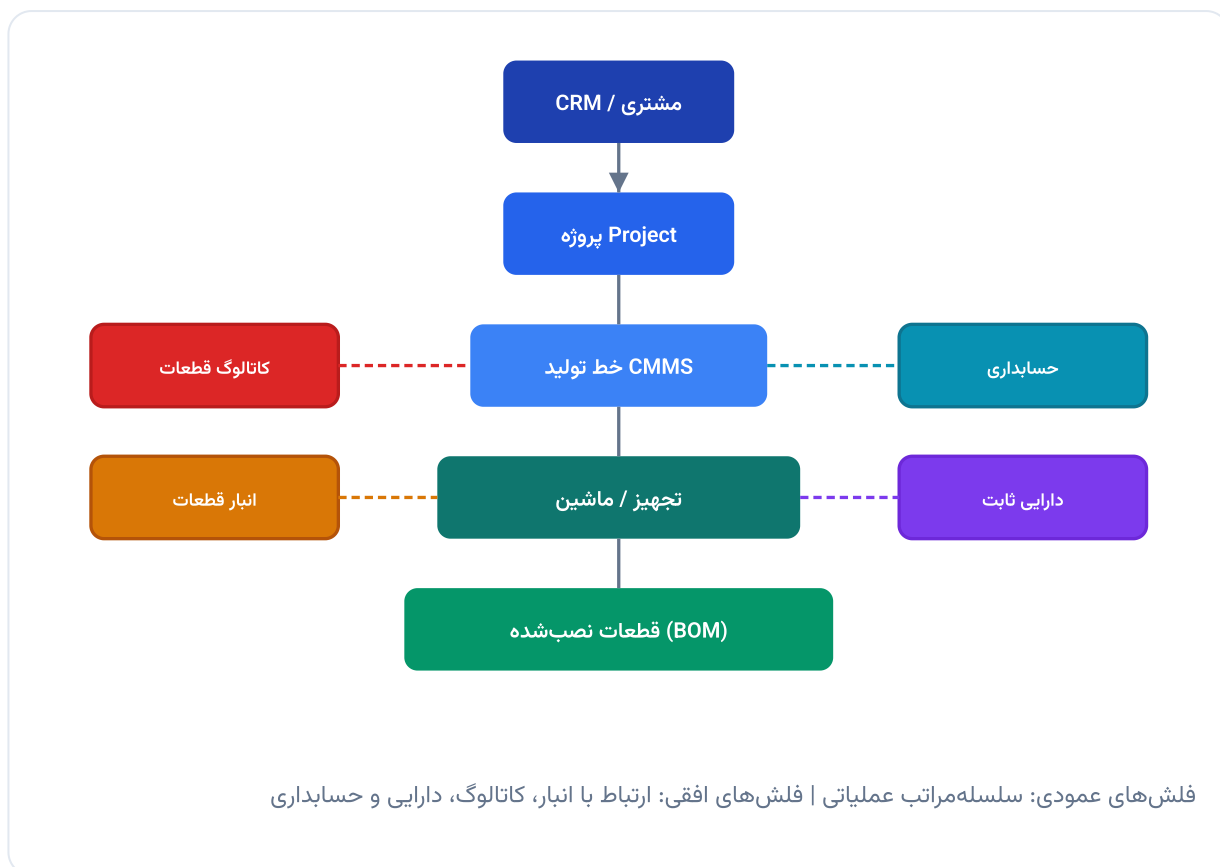 مشتری / CRM
پروژه Project
کاتالوگ قطعات
خط تولید CMMS
حسابداری
انبار قطعات
تجهیز / ماشین
دارایی ثابت
قطعات نصب‌شده (BOM)
فلش‌های عمودی: سلسله‌مراتب عملیاتی | فلش‌های افقی: ارتباط با انبار، کاتالوگ، دارایی و حسابداری